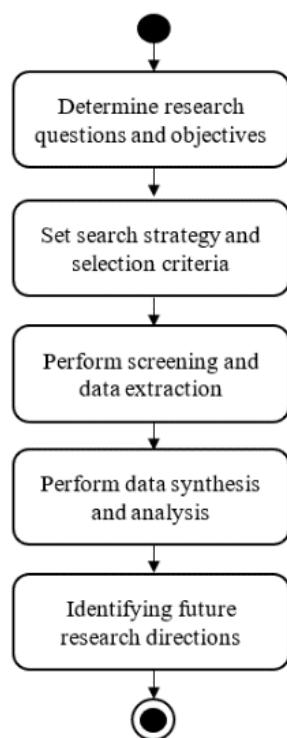 Determine research
questions and objectives
Set search strategy and
selection criteria
Perform screening and
data extraction
Perform data synthesis
and analysis
Identifying future
research directions